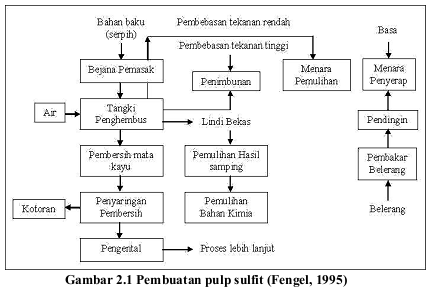 Bahan baku
(serpih)
Pembebasan tekanan rendah
Pembebasan tekanan tinggi
Basa
Bejana Pemasak
Penimbunan
Menara
Pemulihan
Menara
Penyerap
Air
Tangki
Penghembus
Lindi Bekas
Pendingin
Pembersih mata
kayu
Pemulihan Hasil
samping
Pembakar
Belerang
Kotoran
Penyaringan
Pembersih
Pemulihan
Bahan Kimia
Belerang
Pengental
Proses lebih lanjut
Gambar 2.1 Pembuatan pulp sulfit (Fengel, 1995)